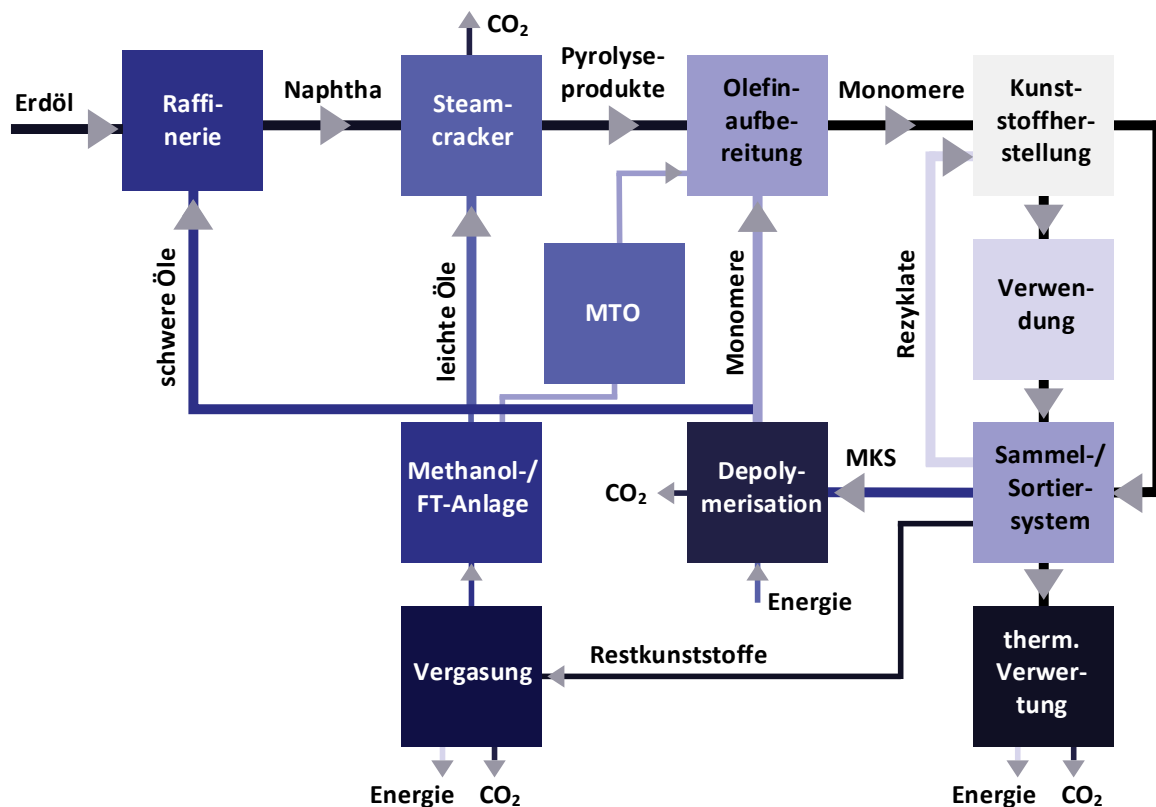 CO₂
Erdöl
Raffi-
nerie
Naphtha
Steam-
cracker
Pyrolyse-
produkte
Olefin-
aufbe-
reitung
Monomere
Kunst-
stoffher-
stellung
schwere Öle
leichte Öle
MTO
Monomere
Rezyklate
Verwen-
dung
Methanol-/
FT-Anlage
CO₂
Depoly-
merisation
MKS
Sammel-/
Sortier-
system
Energie
Vergasung
Restkunststoffe
therm.
Verwer-
tung
Energie
CO₂
Energie
CO₂